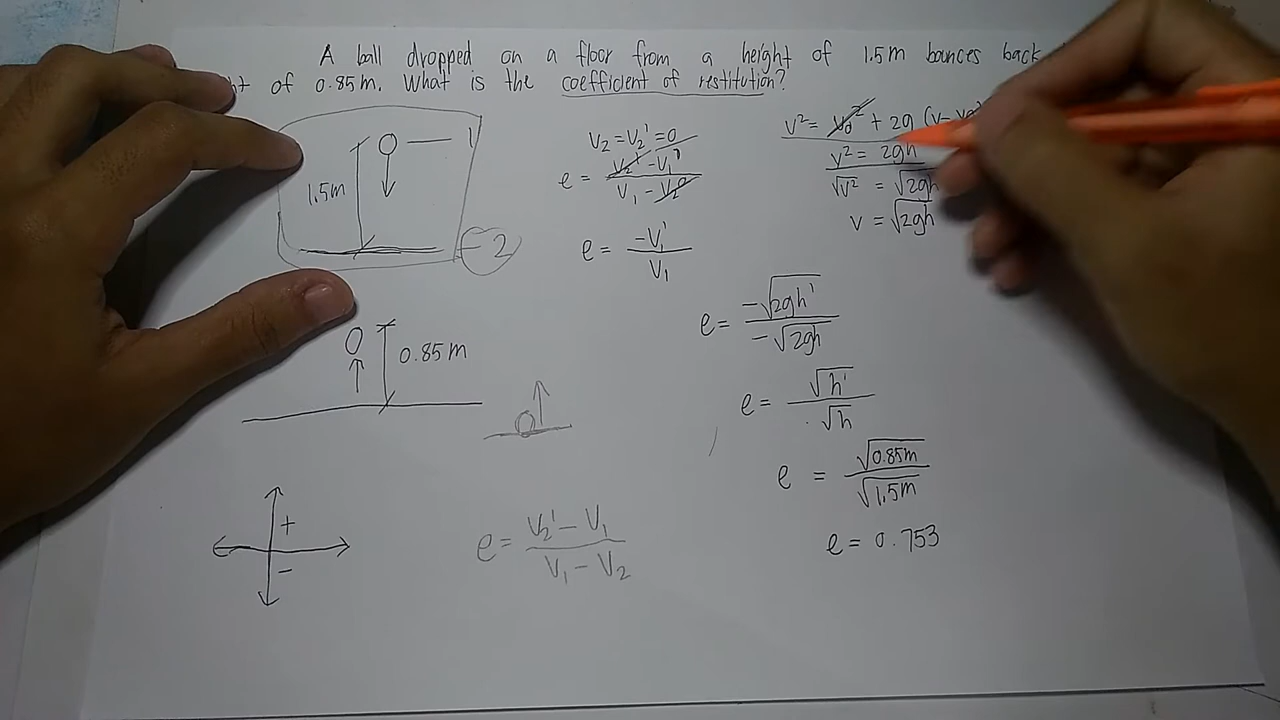 A ball dropped on a floor from a height of 1.5m bounces back
of 0.85m. What is the coefficient of restitution?
1
1.5m
2
V₂ = V₂' = 0
e = V₂' - V₁' / V₁ - V₂
e = -V₁' / V₁
V² = V₀² + 2g
V² = 2gh
√V² = √2gh
V = √2gh
0.85m
e = -√2gh' / -√2gh
e = √h' / √h
e = √0.85m / √1.5m
e = 0.753
+
-
e = V₂' - V₁ / V₁ - V₂